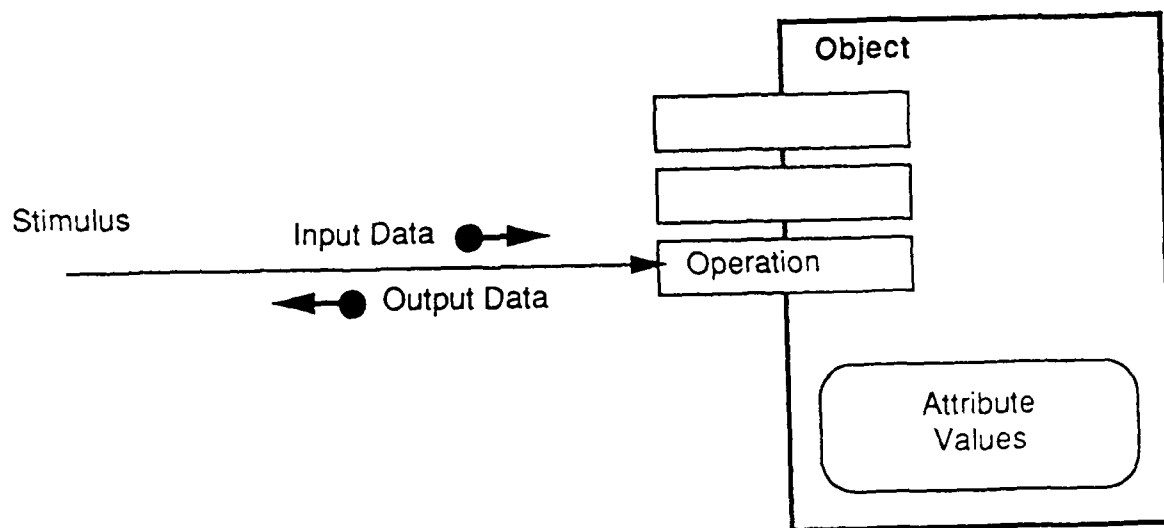 Object
Stimulus
Input Data
Operation
Output Data
Attribute
Values